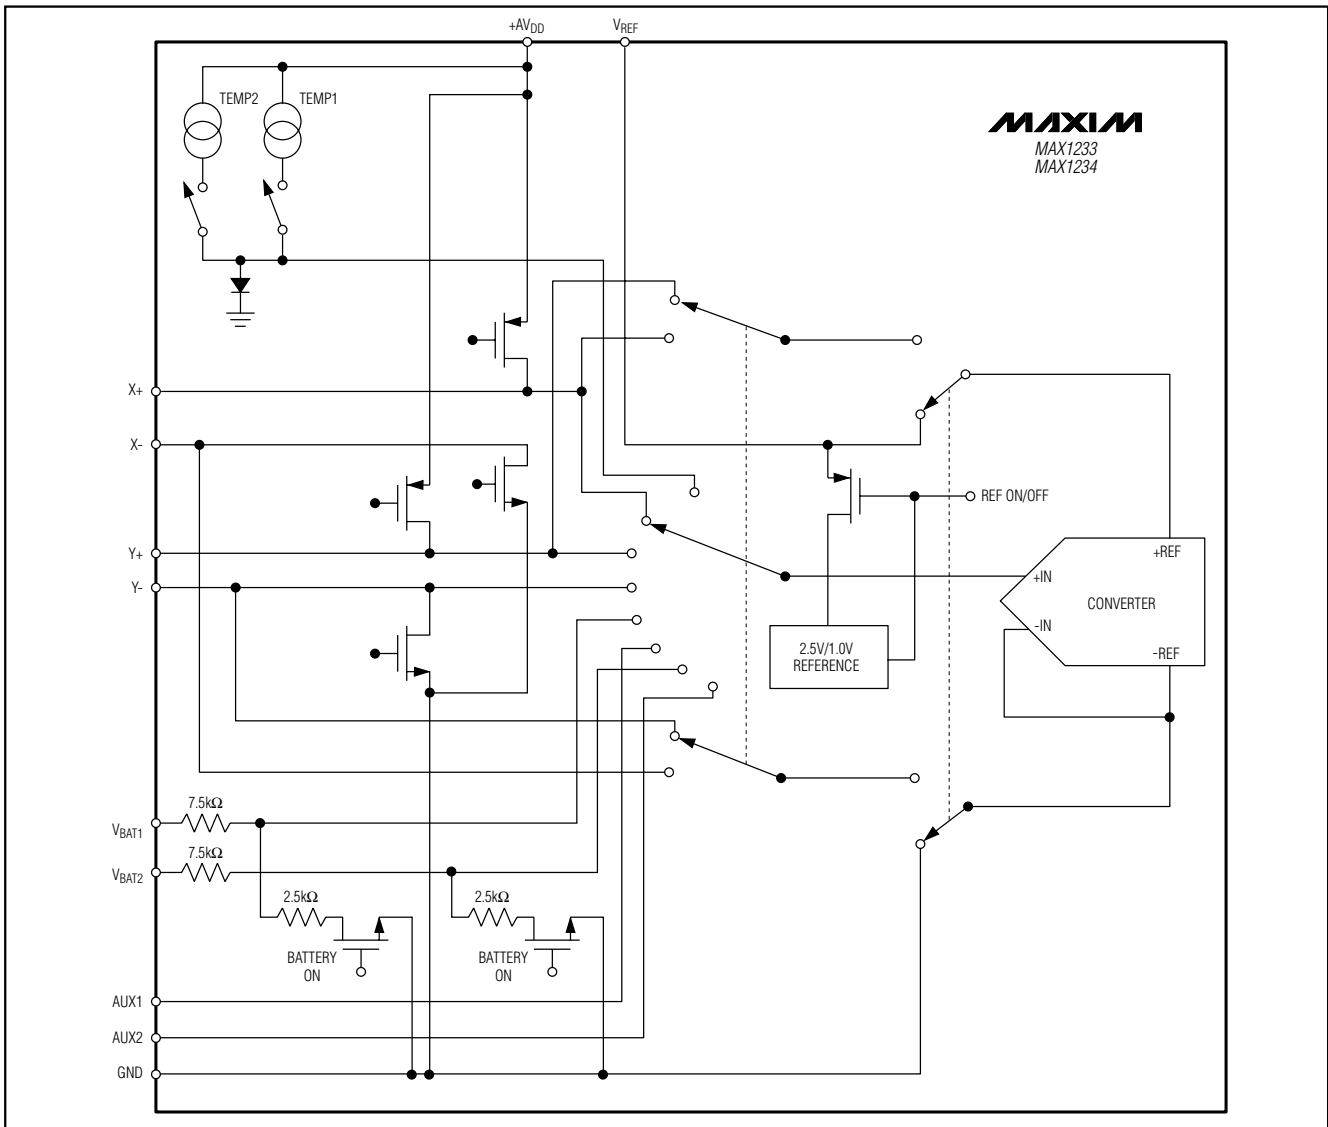 +AVDD
VREF
TEMP2
TEMP1
MAXIM
MAX1233
MAX1234
X+
X-
REF ON/OFF
Y+
Y-
+REF
+IN
CONVERTER
-IN
-REF
2.5V/1.0V
REFERENCE
7.5kΩ
VBAT1
7.5kΩ
VBAT2
2.5kΩ
2.5kΩ
BATTERY
ON
BATTERY
ON
AUX1
AUX2
GND